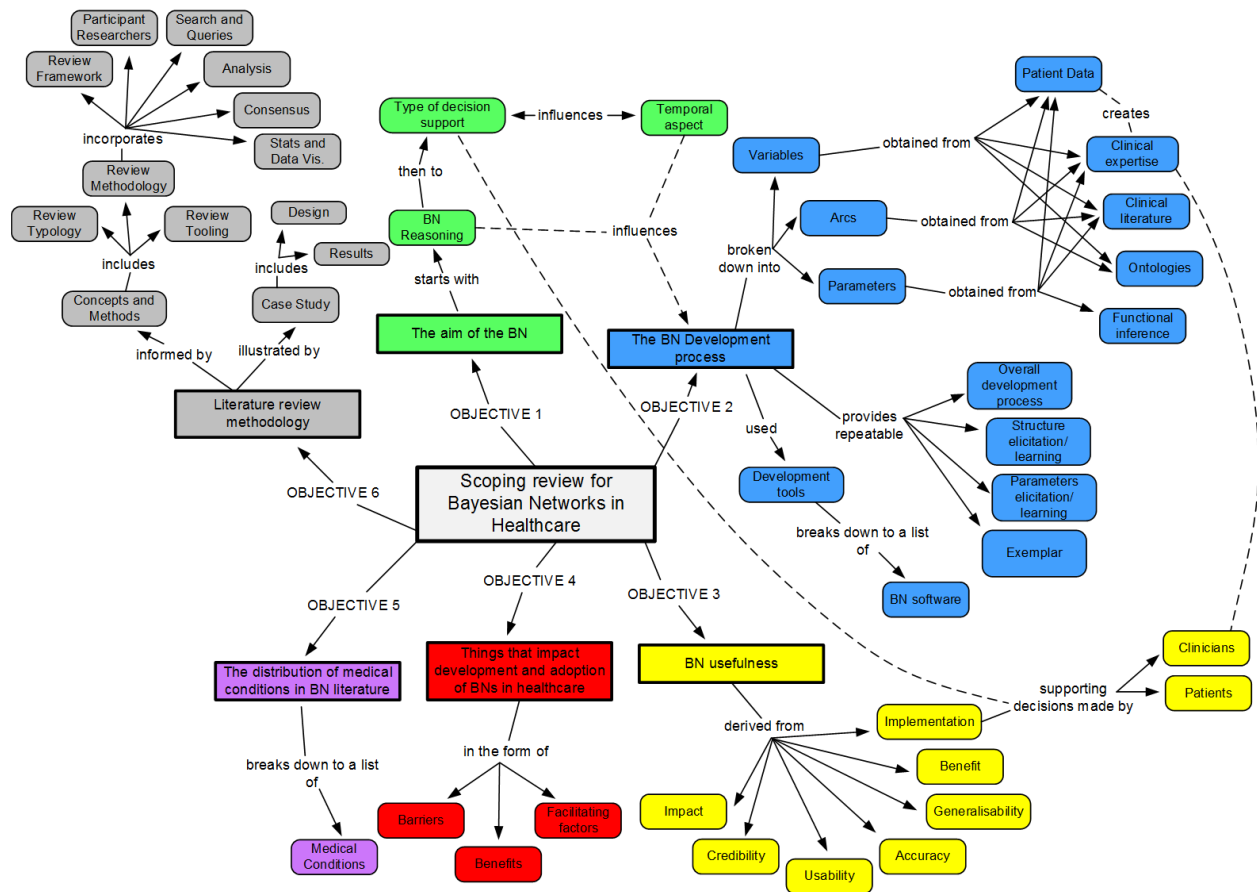 Participant
Researchers
Search and
Queries
Review
Framework
Analysis
Consensus
Stats and
Data Vis.
incorporates
Review
Methodology
Review
Typology
Review
Tooling
includes
Concepts and
Methods
Design
Results
includes
Case Study
informed by
illustrated by
Literature review
methodology
OBJECTIVE 6
Type of decision
support
influences
Temporal
aspect
then to
BN
Reasoning
influences
starts with
The aim of the BN
OBJECTIVE 1
Patient Data
creates
Variables
obtained from
Clinical
expertise
Arcs
obtained from
Clinical
literature
broken
down into
Ontologies
Parameters
obtained from
Functional
inference
The BN Development
process
OBJECTIVE 2
Overall
development
process
provides
repeatable
Structure
elicitation/
learning
used
Development
tools
Parameters
elicitation/
learning
Exemplar
breaks down to a list
of
BN software
Scoping review for
Bayesian Networks in
Healthcare
OBJECTIVE 5
OBJECTIVE 4
OBJECTIVE 3
The distribution of medical
conditions in BN literature
breaks down to a list
of
Medical
Conditions
Things that impact
development and adoption
of BNs in healthcare
in the form of
Barriers
Facilitating
factors
Benefits
BN usefulness
derived from
Implementation
supporting
decisions made by
Clinicians
Patients
Benefit
Generalisability
Impact
Credibility
Usability
Accuracy